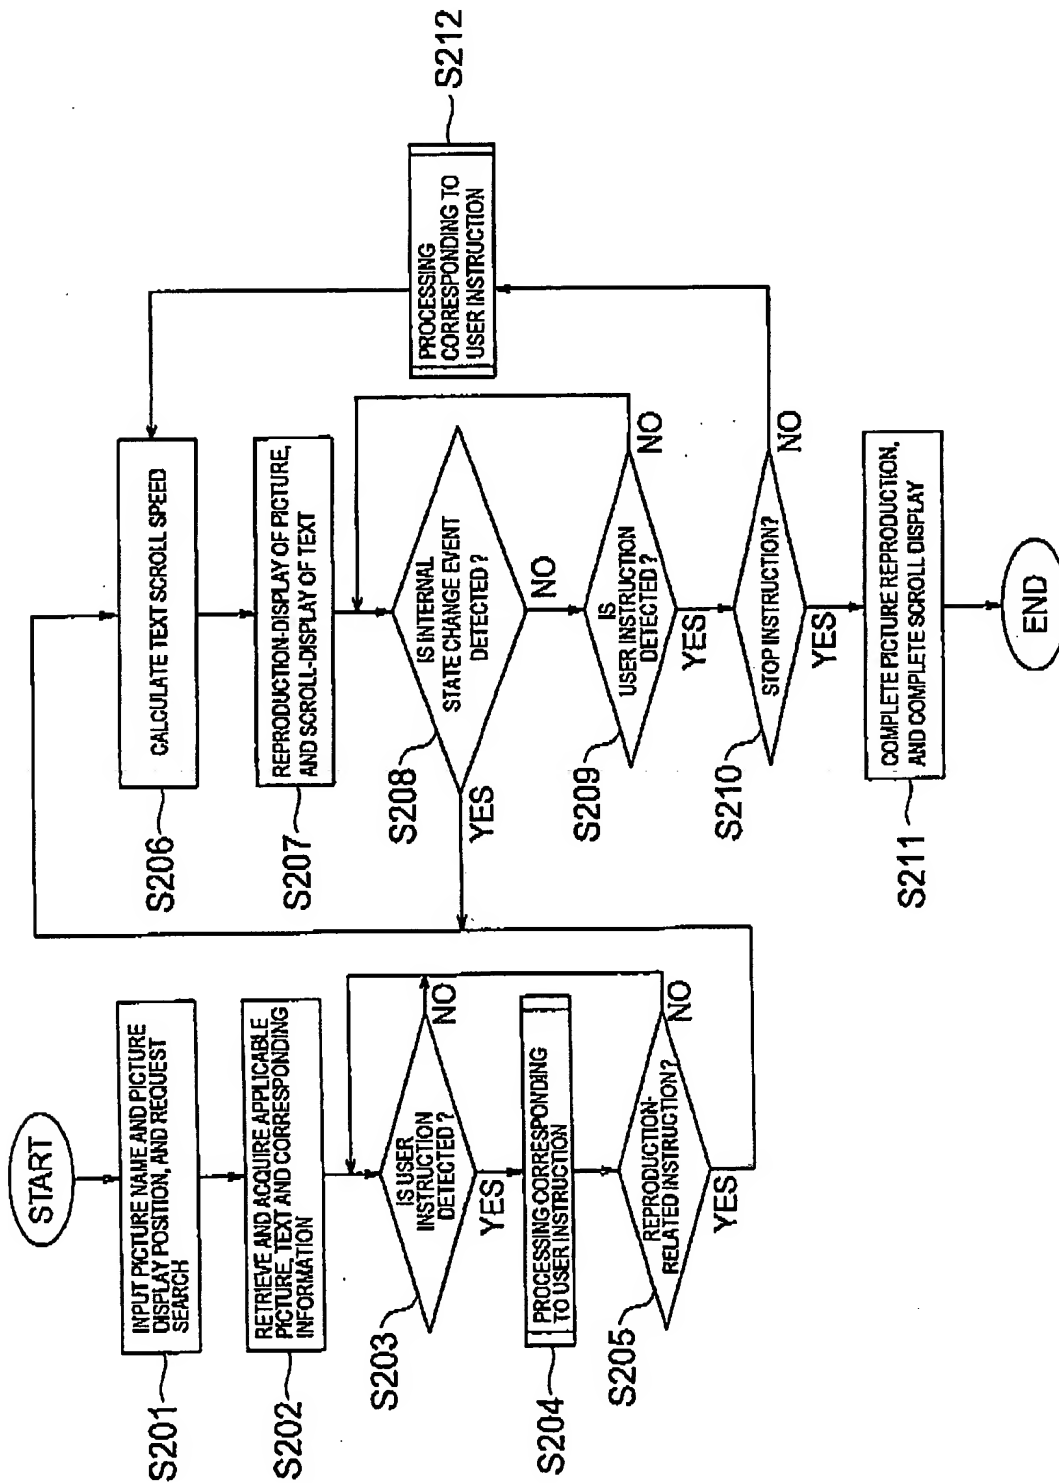 START
S201
INPUT PICTURE NAME AND PICTURE
DISPLAY POSITION, AND REQUEST
SEARCH
S202
RETRIEVE AND ACQUIRE APPLICABLE
PICTURE, TEXT AND CORRESPONDING
INFORMATION
S203
IS USER
INSTRUCTION
DETECTED?
NO
YES
S204
PROCESSING CORRESPONDING
TO USER INSTRUCTION
S205
REPRODUCTION-
RELATED INSTRUCTION?
NO
YES
S206
CALCULATE TEXT SCROLL SPEED
S207
REPRODUCTION-DISPLAY OF PICTURE,
AND SCROLL-DISPLAY OF TEXT
S208
IS INTERNAL
STATE CHANGE EVENT
DETECTED?
YES
NO
S209
IS
USER INSTRUCTION
DETECTED?
NO
YES
S210
STOP INSTRUCTION?
NO
YES
S211
COMPLETE PICTURE REPRODUCTION,
AND COMPLETE SCROLL DISPLAY
END
PROCESSING
CORRESPONDING TO
USER INSTRUCTION
S212